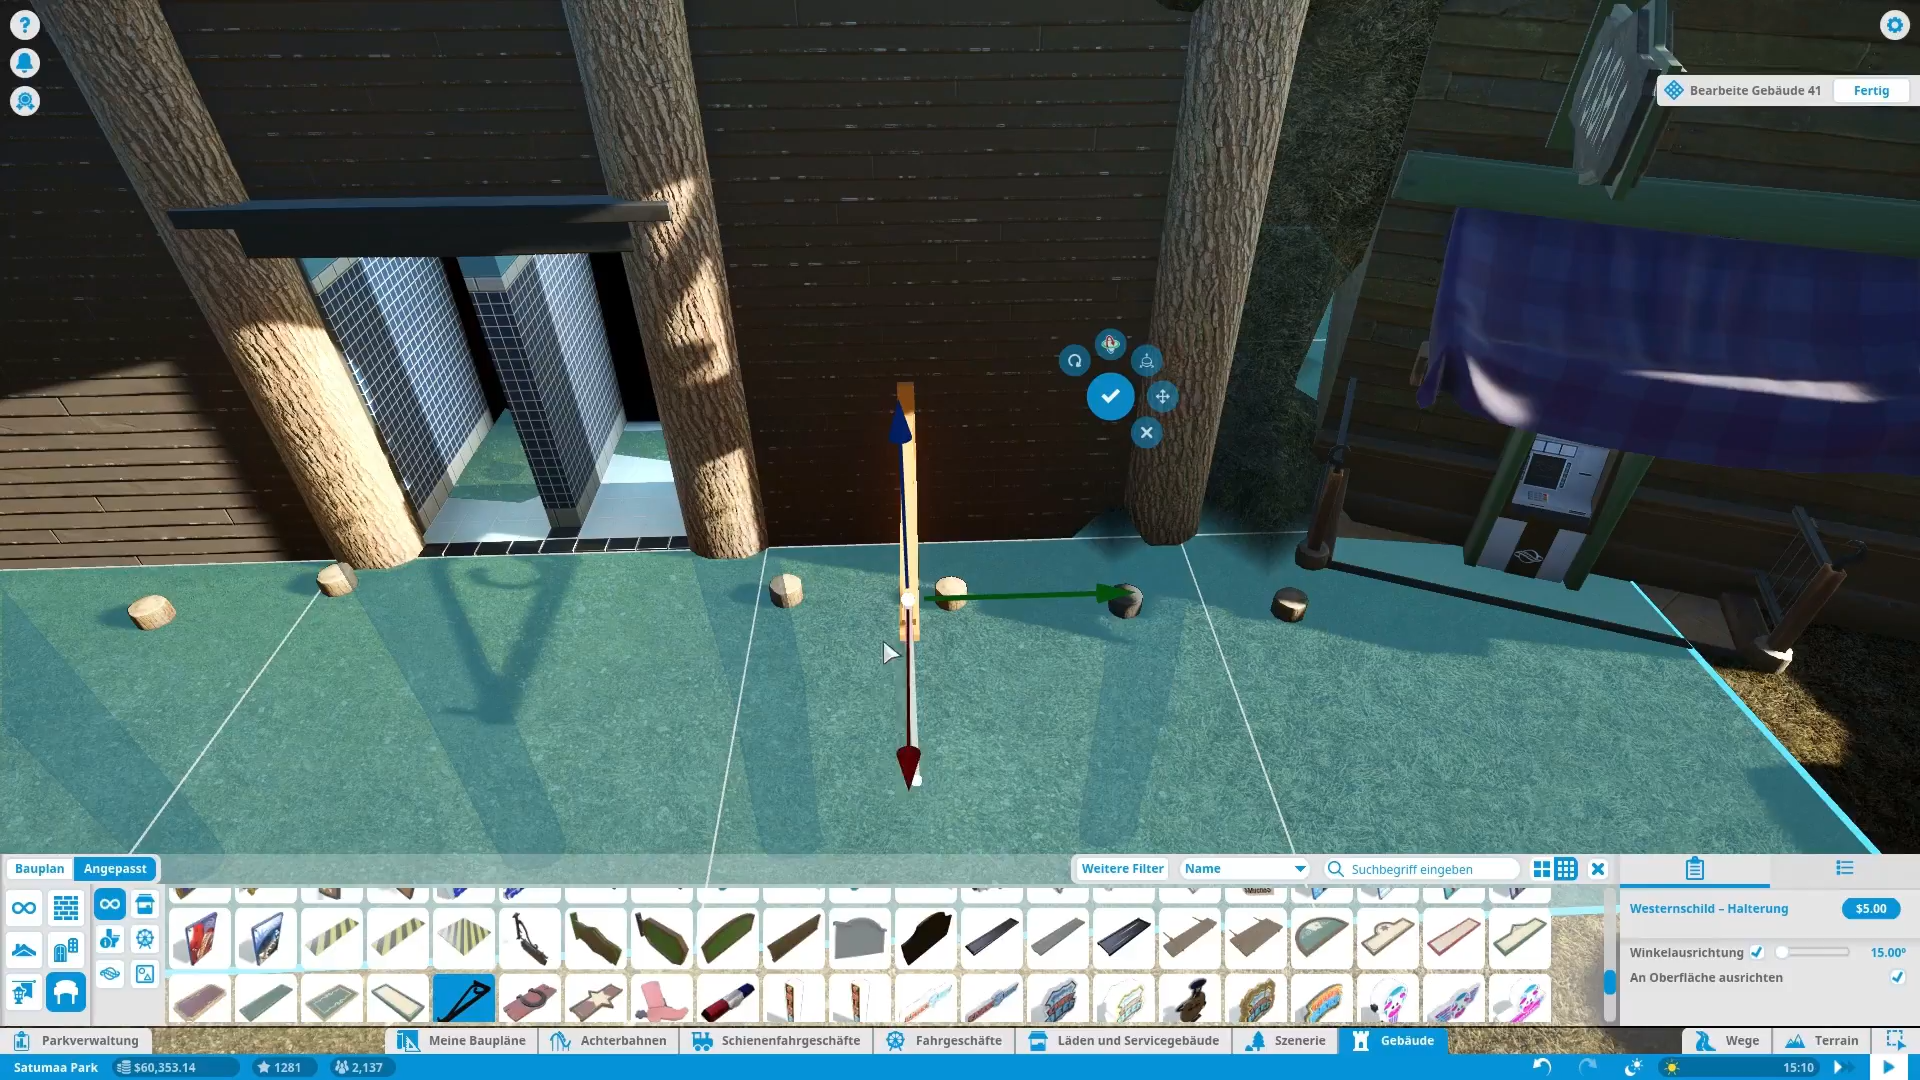 Bearbeite Gebäude 41
Fertig
Bauplan
Angepasst
Weitere Filter
Name
Suchbegriff eingeben
Westernschild – Halterung
$5.00
Winkelausrichtung
15.00°
An Oberfläche ausrichten
Parkverwaltung
Meine Baupläne
Achterbahnen
Schienenfahrgeschäfte
Fahrgeschäfte
Läden und Servicegebäude
Szenerie
Gebäude
Wege
Terrain
Satumaa Park
$60,353.14
1281
2,137
15:10